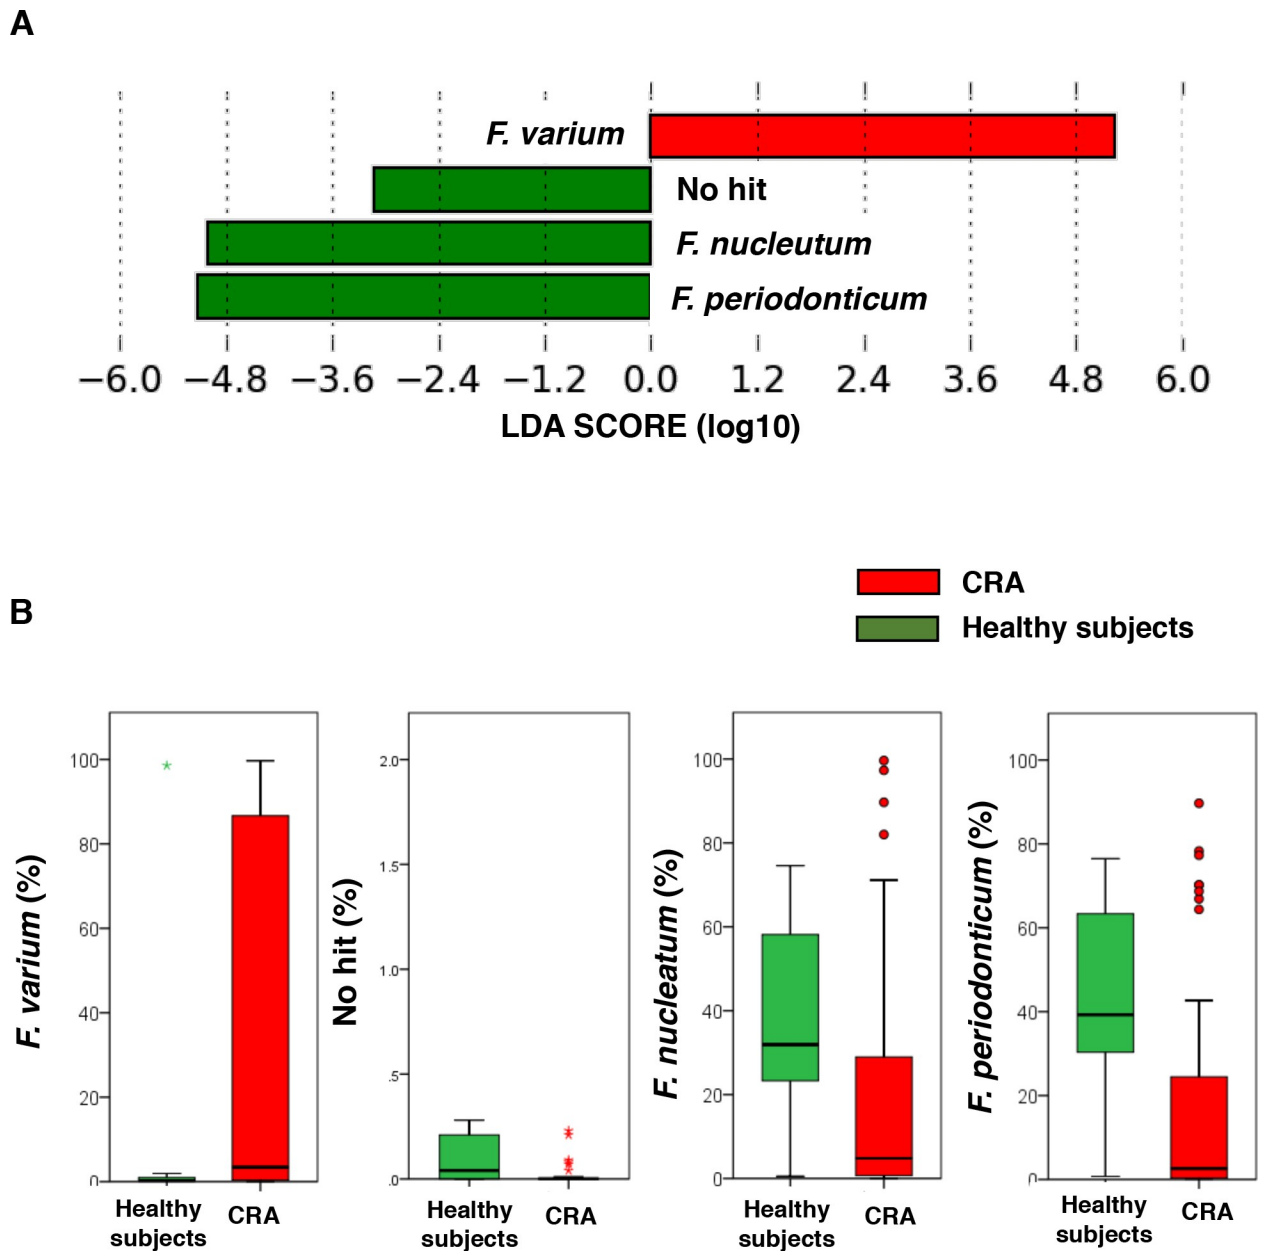 A
F. varium
No hit
F. nucleutum
F. periodonticum
−6.0 −4.8 −3.6 −2.4 −1.2 0.0 1.2 2.4 3.6 4.8 6.0
LDA SCORE (log10)
CRA
Healthy subjects
B
F. varium (%)
100
80
60
40
20
0
Healthy
subjects
CRA
No hit (%)
2.0
1.5
1.0
.5
.0
Healthy
subjects
CRA
F. nucleatum (%)
100
80
60
40
20
0
Healthy
subjects
CRA
F. periodonticum (%)
100
80
60
40
20
0
Healthy
subjects
CRA